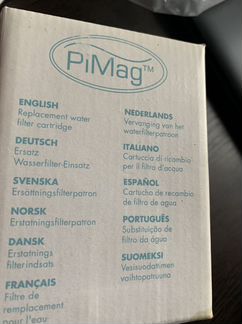 PiMag™
ENGLISH
Replacement water
filter cartridge
DEUTSCH
Ersatz
Wasserfilter-Einsatz
SVENSKA
Ersättningsfilterpatron
NORSK
Erstatningsfilterpatron
DANSK
Erstatnings
filterindsats
FRANÇAIS
Filtre de
remplacement
pour l'eau
NEDERLANDS
Vervanging van het
waterfilterpatroon
ITALIANO
Cartuccia di ricambio
per il filtro d'acqua
ESPAÑOL
Cartucho de recambio
de filtro de agua
PORTUGUÊS
Substituição de
filtro da água
SUOMEKSI
Vesisuodattimen
vaihtopatruuna